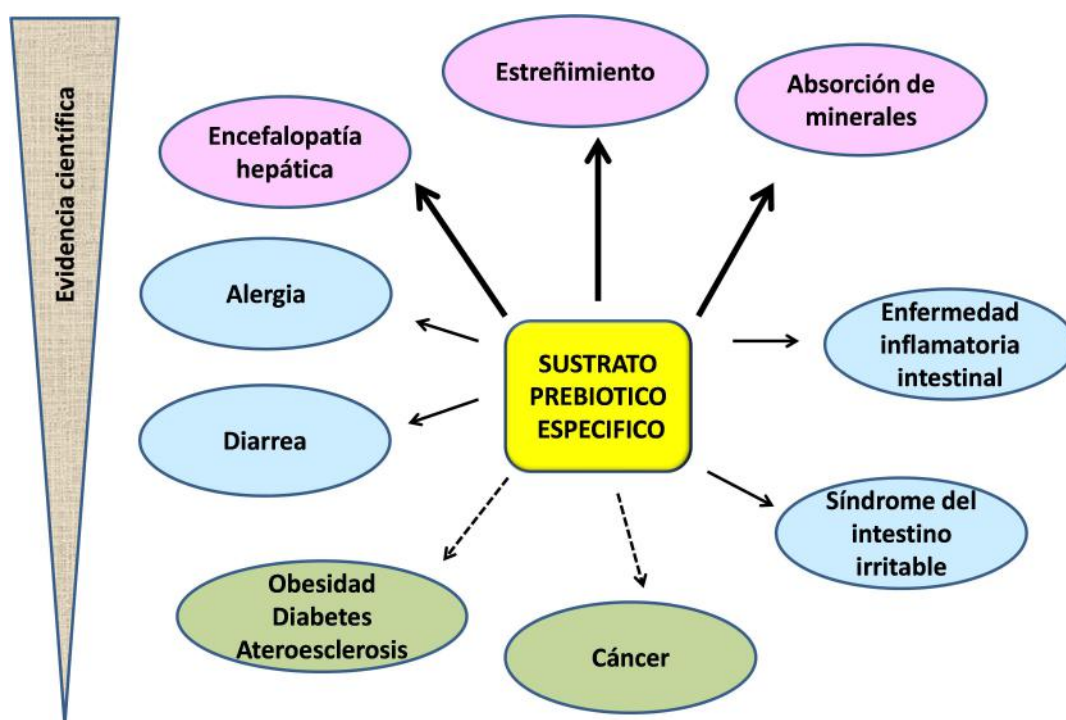 Evidencia científica
Estreñimiento
Absorción de
minerales
Encefalopatía
hepática
Alergia
Enfermedad
inflamatoria
intestinal
SUSTRATO
PREBIOTICO
ESPECIFICO
Diarrea
Síndrome del
intestino
irritable
Obesidad
Diabetes
Ateroesclerosis
Cáncer